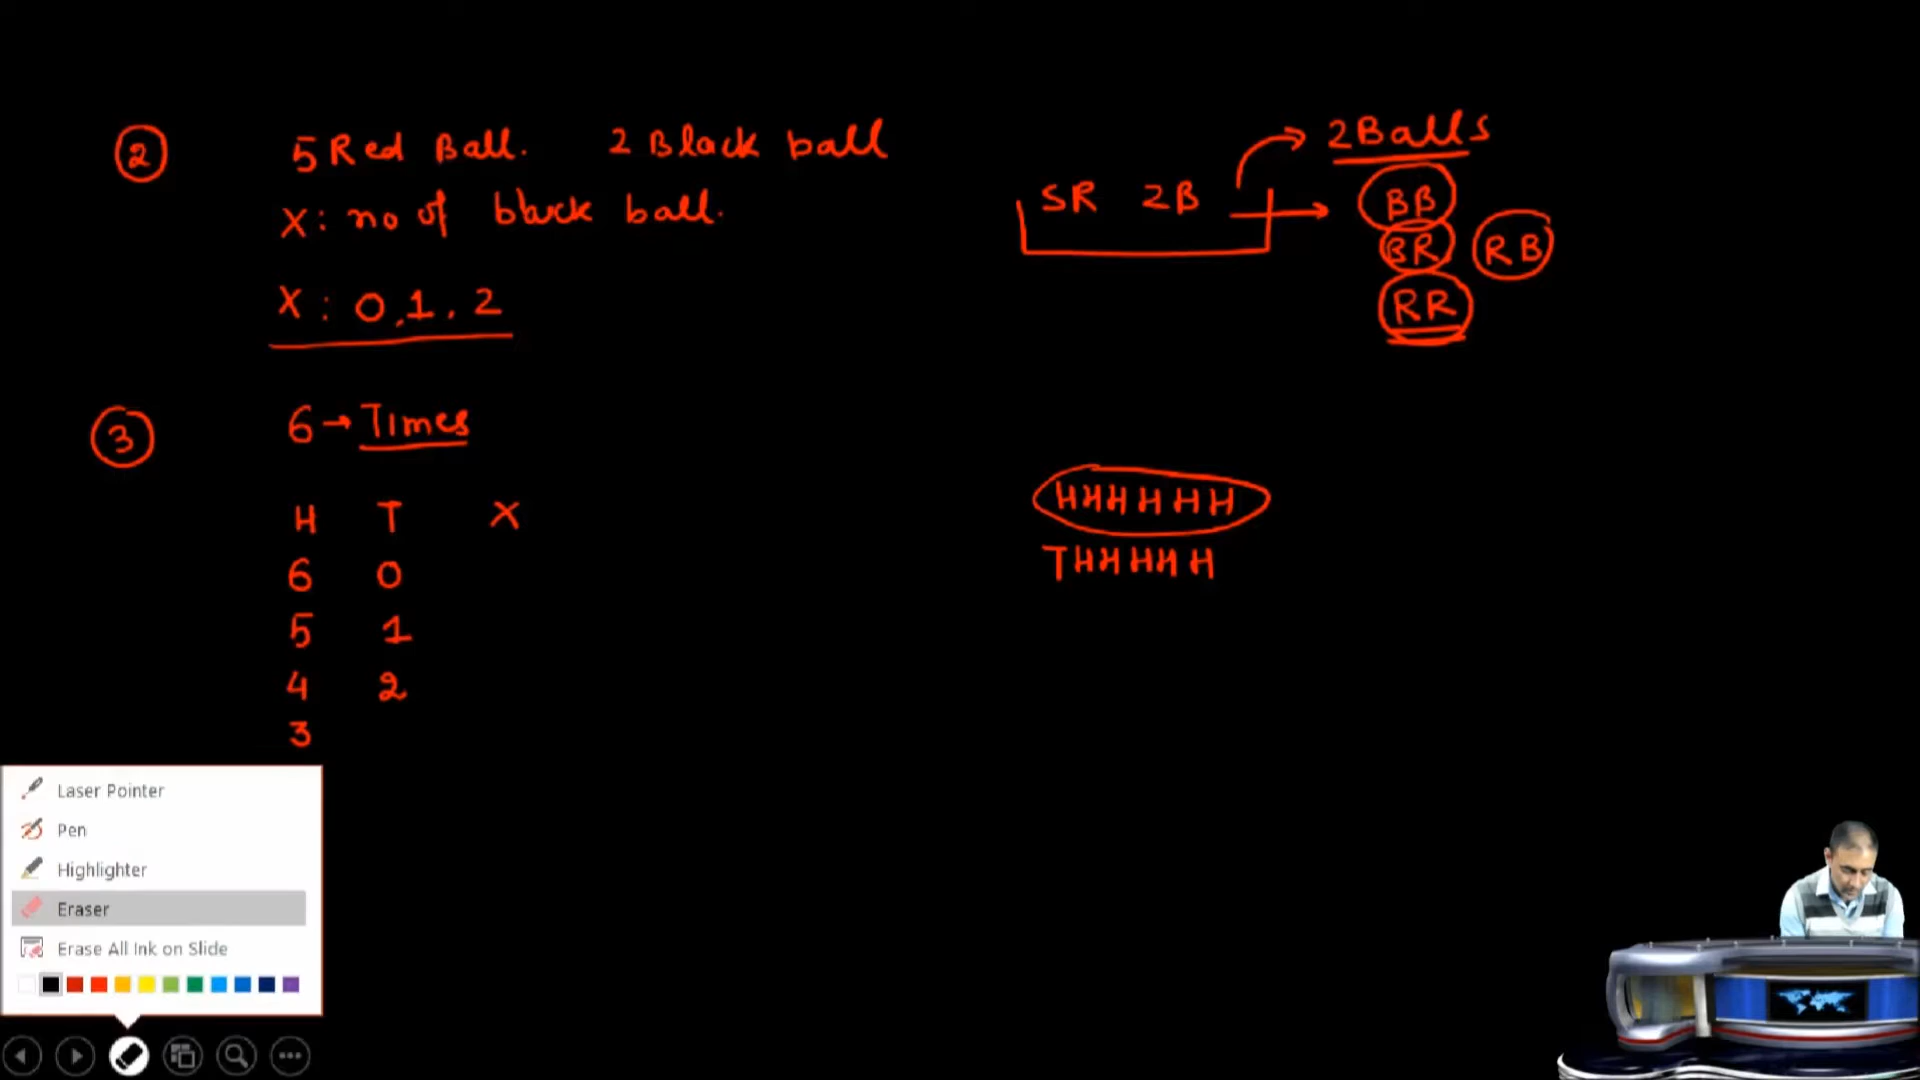 2
5 Red Ball. 2 Black ball
X: no of black ball.
X : 0, 1, 2
5R 2B
2Balls
BB
BR RB
RR
3
6 → Times
H T X
6 0
5 1
4 2
3
HHHHHH
THHHHH
Laser Pointer
Pen
Highlighter
Eraser
Erase All Ink on Slide